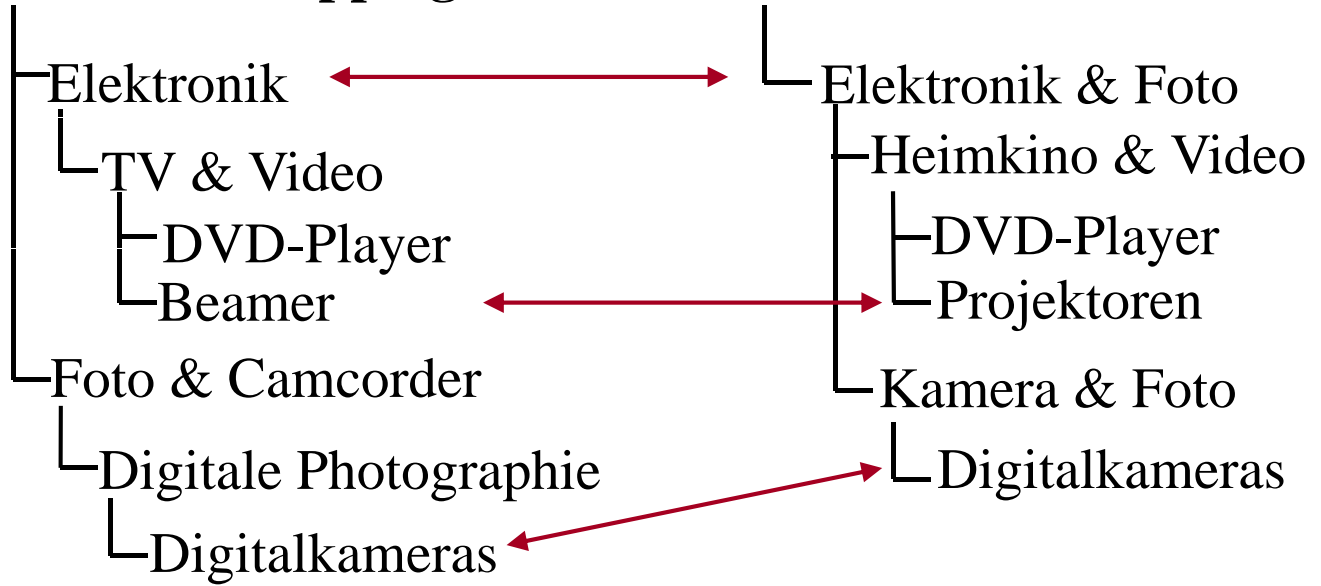 Elektronik
TV & Video
DVD-Player
Beamer
Foto & Camcorder
Digitale Photographie
Digitalkameras
Elektronik & Foto
Heimkino & Video
DVD-Player
Projektoren
Kamera & Foto
Digitalkameras